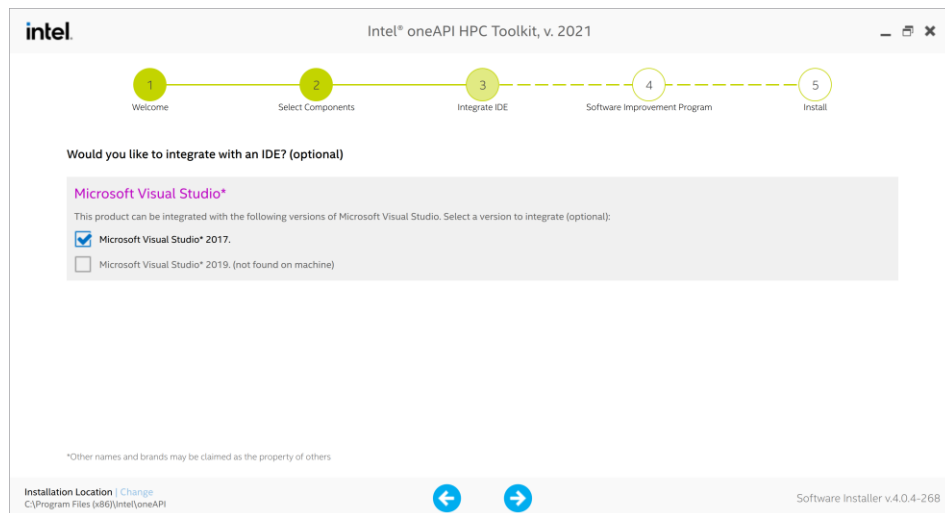 intel.
Intel® oneAPI HPC Toolkit, v. 2021
1
2
3
4
5
Welcome
Select Components
Integrate IDE
Software Improvement Program
Install
Would you like to integrate with an IDE? (optional)
Microsoft Visual Studio*
This product can be integrated with the following versions of Microsoft Visual Studio. Select a version to integrate (optional):
Microsoft Visual Studio* 2017.
Microsoft Visual Studio* 2019. (not found on machine)
*Other names and brands may be claimed as the property of others
Installation Location | Change
C:\Program Files (x86)\Intel\oneAPI
Software Installer v.4.0.4-268